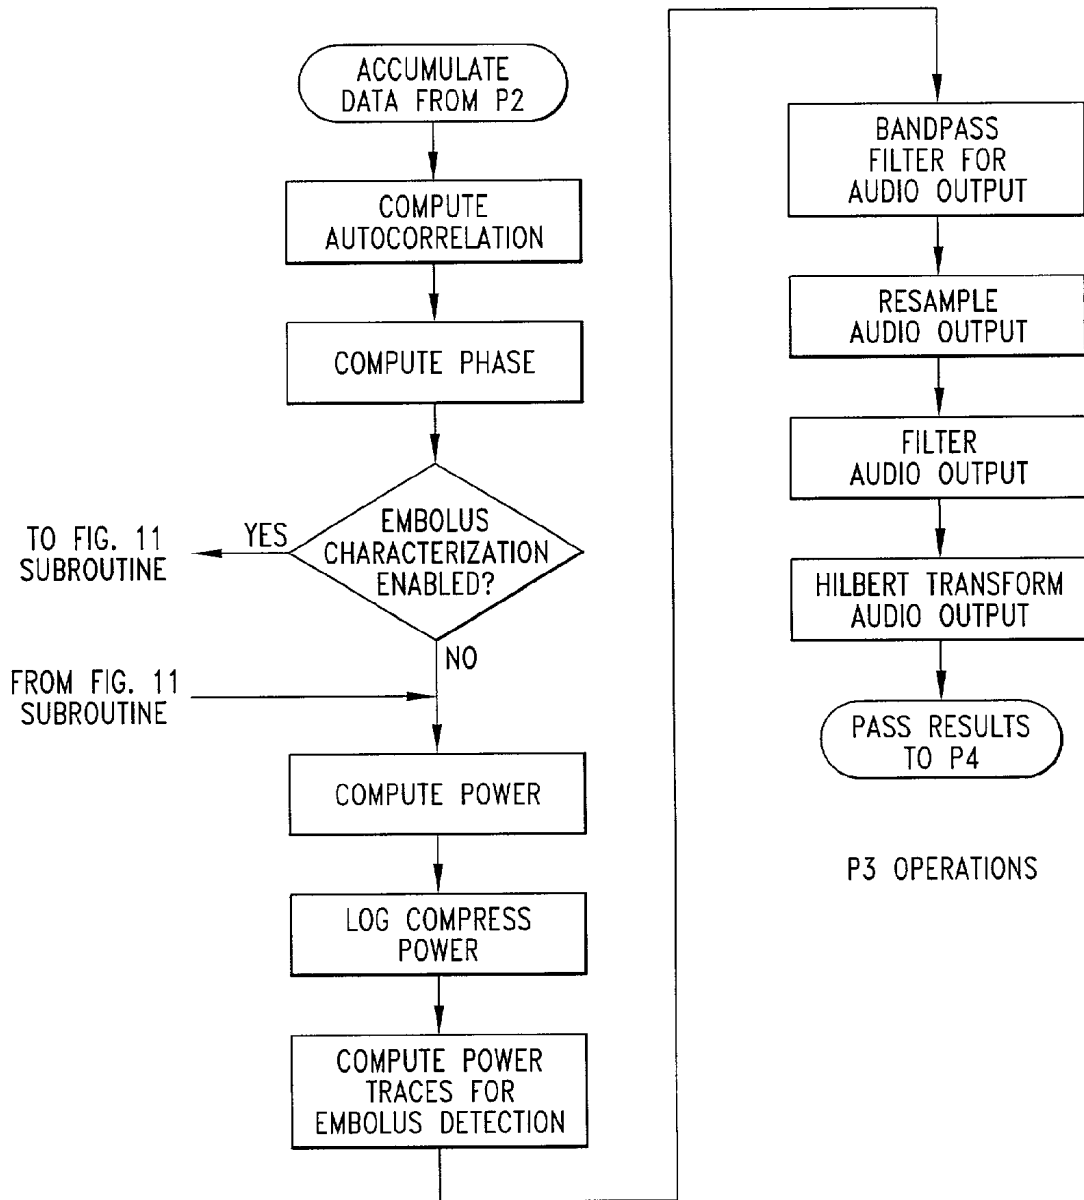 ACCUMULATE
DATA FROM P2
COMPUTE
AUTOCORRELATION
COMPUTE PHASE
EMBOLUS
CHARACTERIZATION
ENABLED?
YES
TO FIG. 11
SUBROUTINE
NO
FROM FIG. 11
SUBROUTINE
COMPUTE POWER
LOG COMPRESS
POWER
COMPUTE POWER
TRACES FOR
EMBOLUS DETECTION
BANDPASS
FILTER FOR
AUDIO OUTPUT
RESAMPLE
AUDIO OUTPUT
FILTER
AUDIO OUTPUT
HILBERT TRANSFORM
AUDIO OUTPUT
PASS RESULTS
TO P4
P3 OPERATIONS